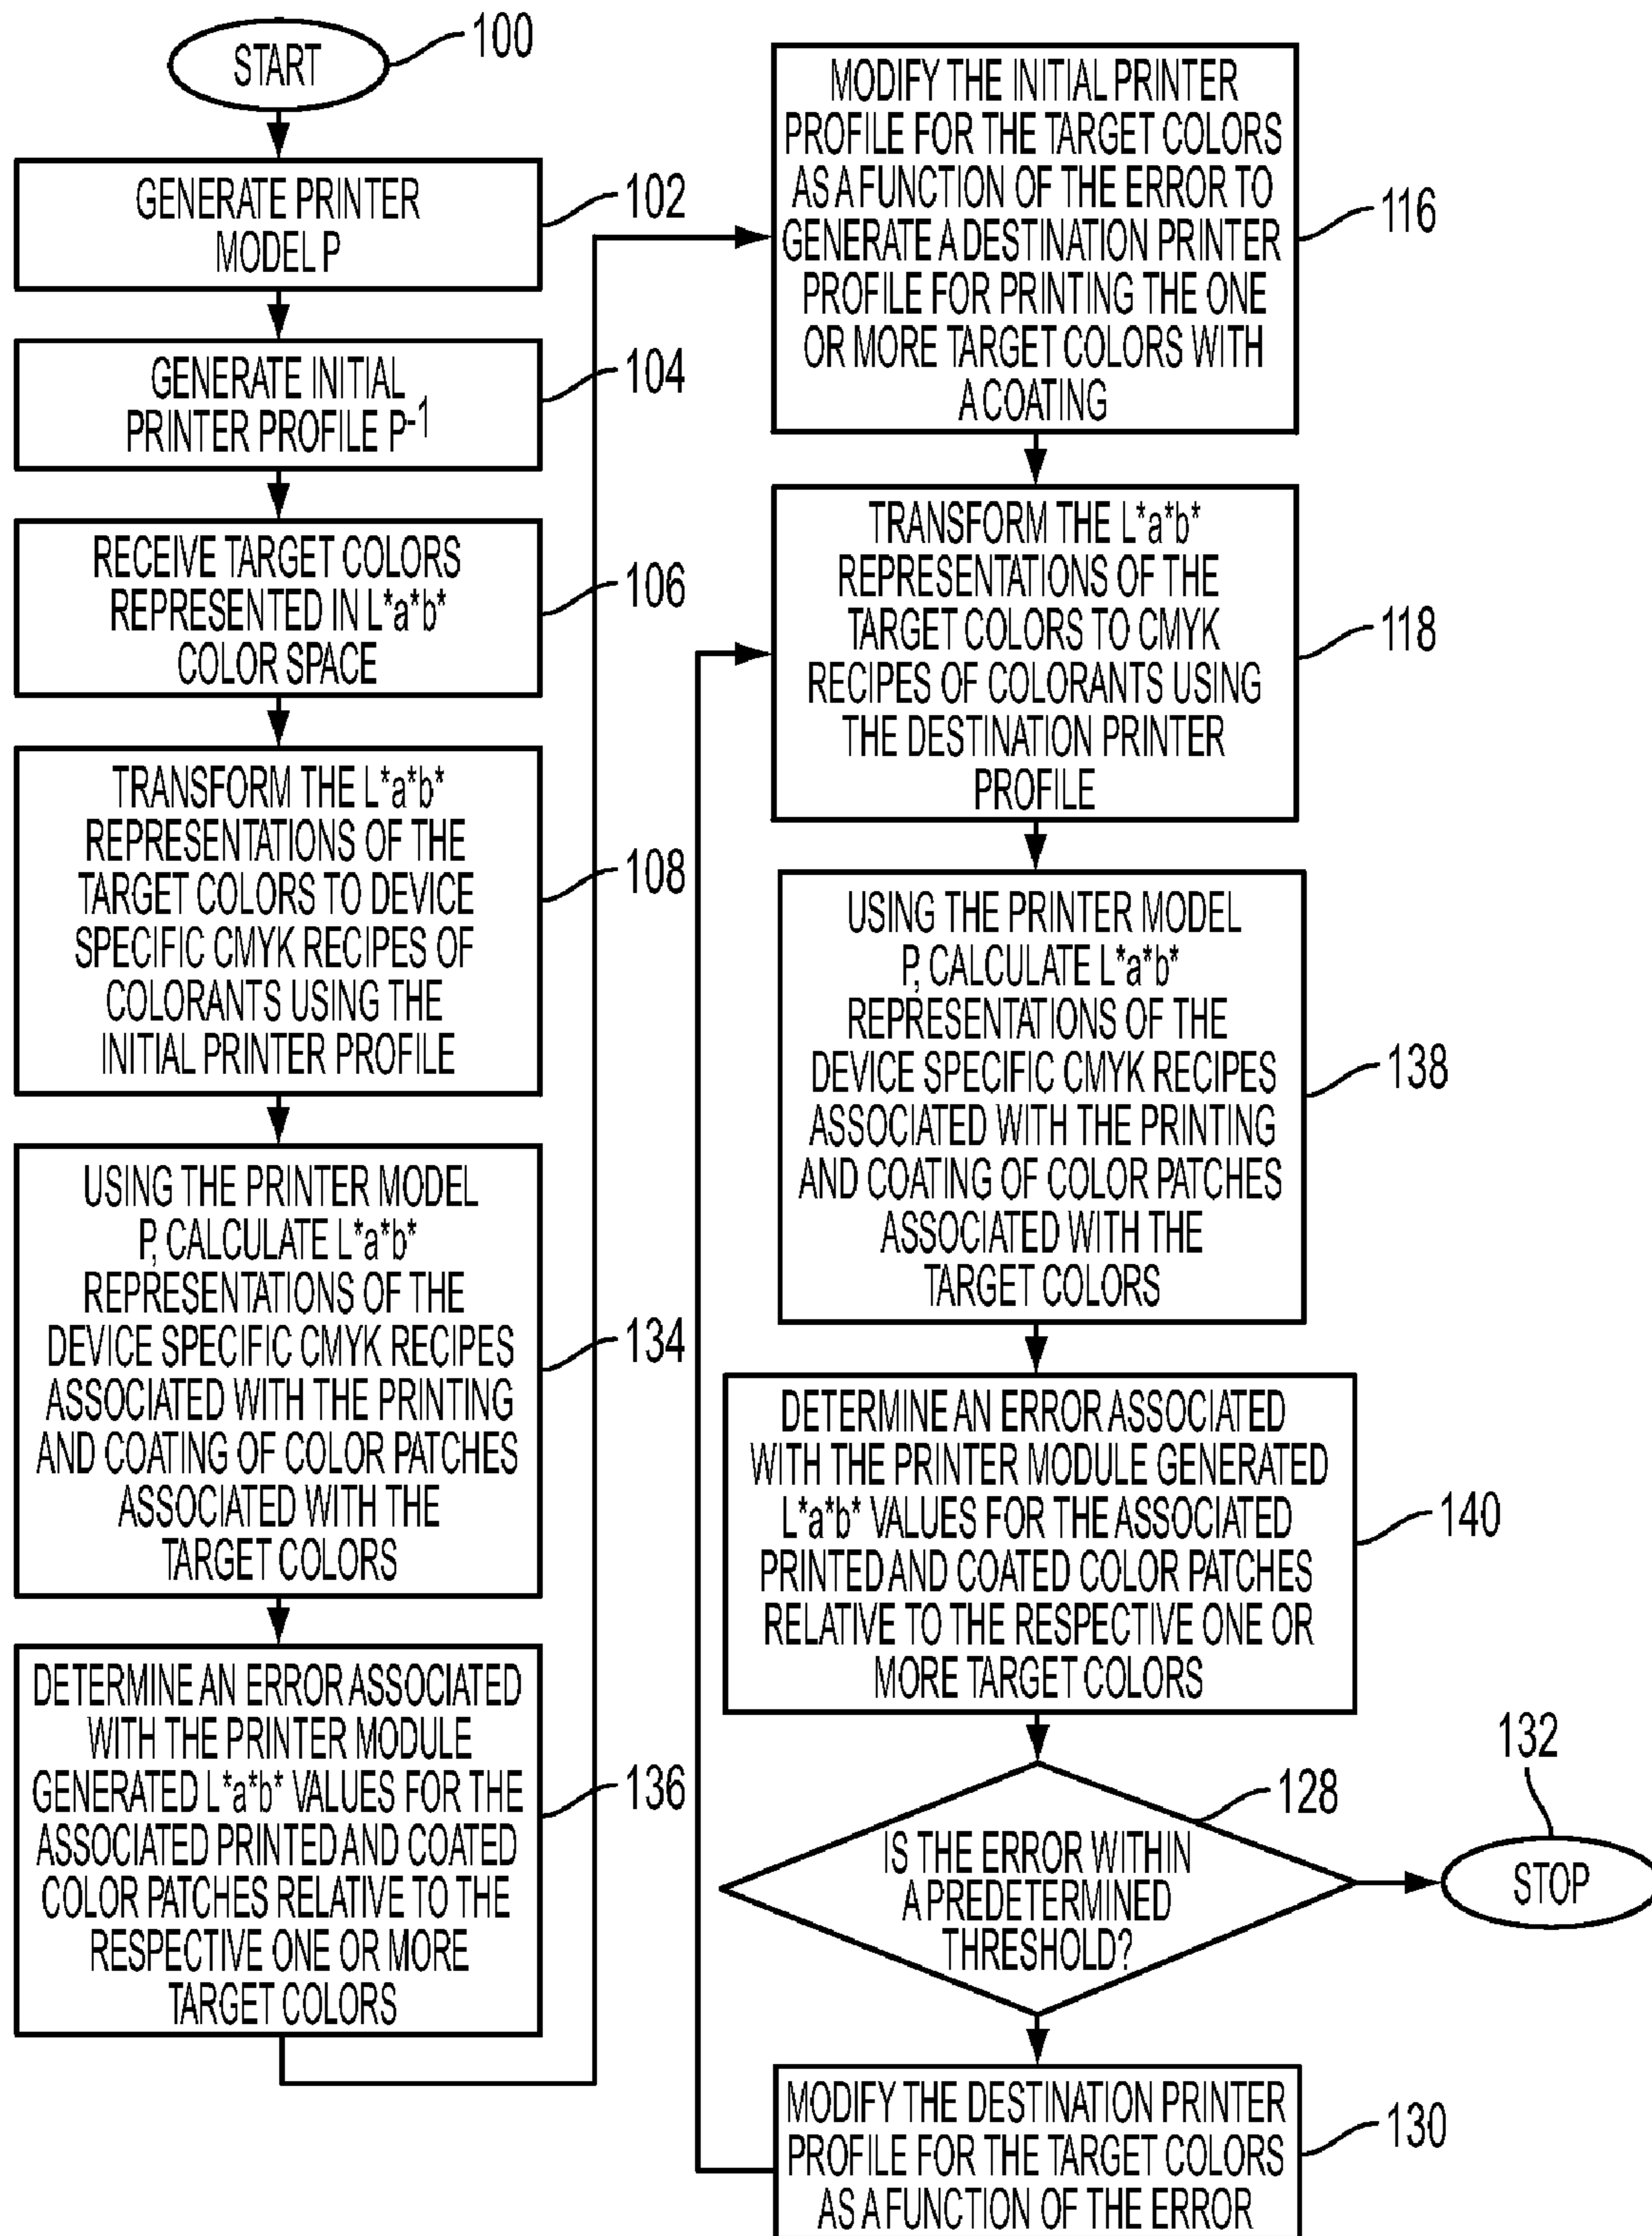 START
100
GENERATE PRINTER
MODEL P
102
GENERATE INITIAL
PRINTER PROFILE P-1
104
RECEIVE TARGET COLORS
REPRESENTED IN L*a*b*
COLOR SPACE
106
TRANSFORM THE L*a*b*
REPRESENTATIONS OF THE
TARGET COLORS TO DEVICE
SPECIFIC CMYK RECIPES OF
COLORANTS USING THE
INITIAL PRINTER PROFILE
108
USING THE PRINTER MODEL
P, CALCULATE L*a*b*
REPRESENTATIONS OF THE
DEVICE SPECIFIC CMYK RECIPES
ASSOCIATED WITH THE PRINTING
AND COATING OF COLOR PATCHES
ASSOCIATED WITH THE
TARGET COLORS
134
DETERMINE AN ERROR ASSOCIATED
WITH THE PRINTER MODULE
GENERATED L*a*b* VALUES FOR THE
ASSOCIATED PRINTED AND COATED
COLOR PATCHES RELATIVE TO THE
RESPECTIVE ONE OR MORE
TARGET COLORS
136
MODIFY THE INITIAL PRINTER
PROFILE FOR THE TARGET COLORS
AS A FUNCTION OF THE ERROR TO
GENERATE A DESTINATION PRINTER
PROFILE FOR PRINTING THE ONE
OR MORE TARGET COLORS WITH
A COATING
116
TRANSFORM THE L*a*b*
REPRESENTATIONS OF THE
TARGET COLORS TO CMYK
RECIPES OF COLORANTS USING
THE DESTINATION PRINTER
PROFILE
118
USING THE PRINTER MODEL
P, CALCULATE L*a*b*
REPRESENTATIONS OF THE
DEVICE SPECIFIC CMYK RECIPES
ASSOCIATED WITH THE PRINTING
AND COATING OF COLOR PATCHES
ASSOCIATED WITH THE
TARGET COLORS
138
DETERMINE AN ERROR ASSOCIATED
WITH THE PRINTER MODULE GENERATED
L*a*b* VALUES FOR THE ASSOCIATED
PRINTED AND COATED COLOR PATCHES
RELATIVE TO THE RESPECTIVE ONE OR
MORE TARGET COLORS
140
IS THE ERROR WITHIN
A PREDETERMINED
THRESHOLD?
128
132
STOP
MODIFY THE DESTINATION PRINTER
PROFILE FOR THE TARGET COLORS
AS A FUNCTION OF THE ERROR
130